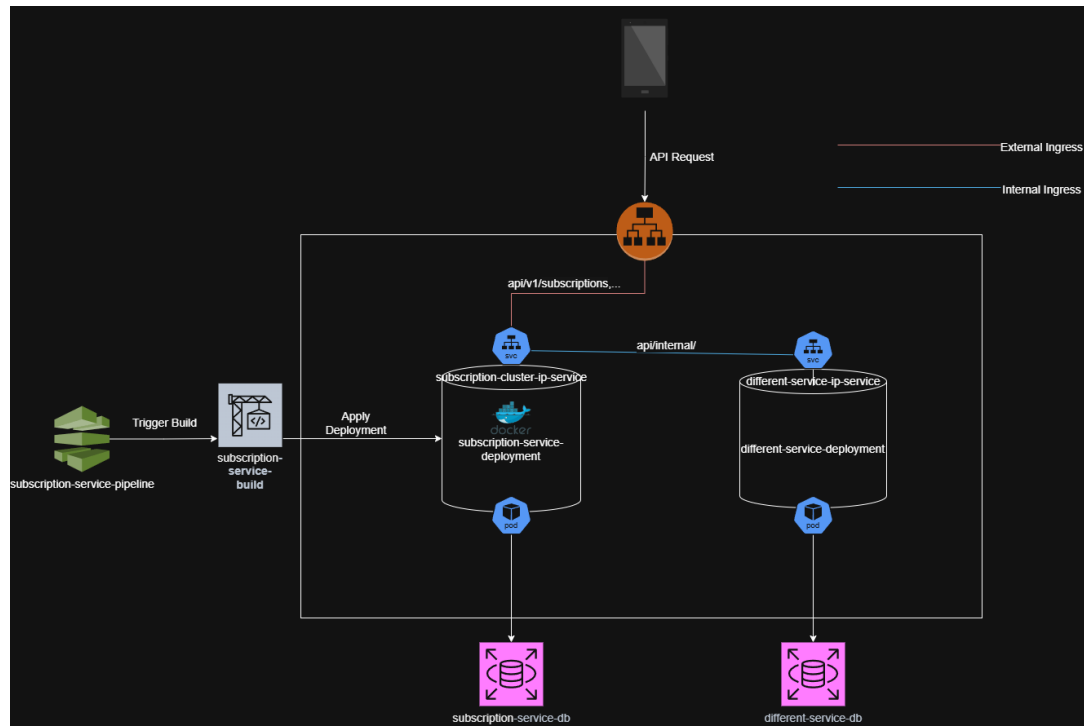 API Request
External Ingress
Internal Ingress
api/v1/subscriptions,...
svc
api/internal/
svc
subscription-cluster-ip-service
different-service-ip-service
Trigger Build
Apply
Deployment
docker
subscription-service-
deployment
different-service-deployment
subscription-
service-
build
subscription-service-pipeline
pod
pod
subscription-service-db
different-service-db